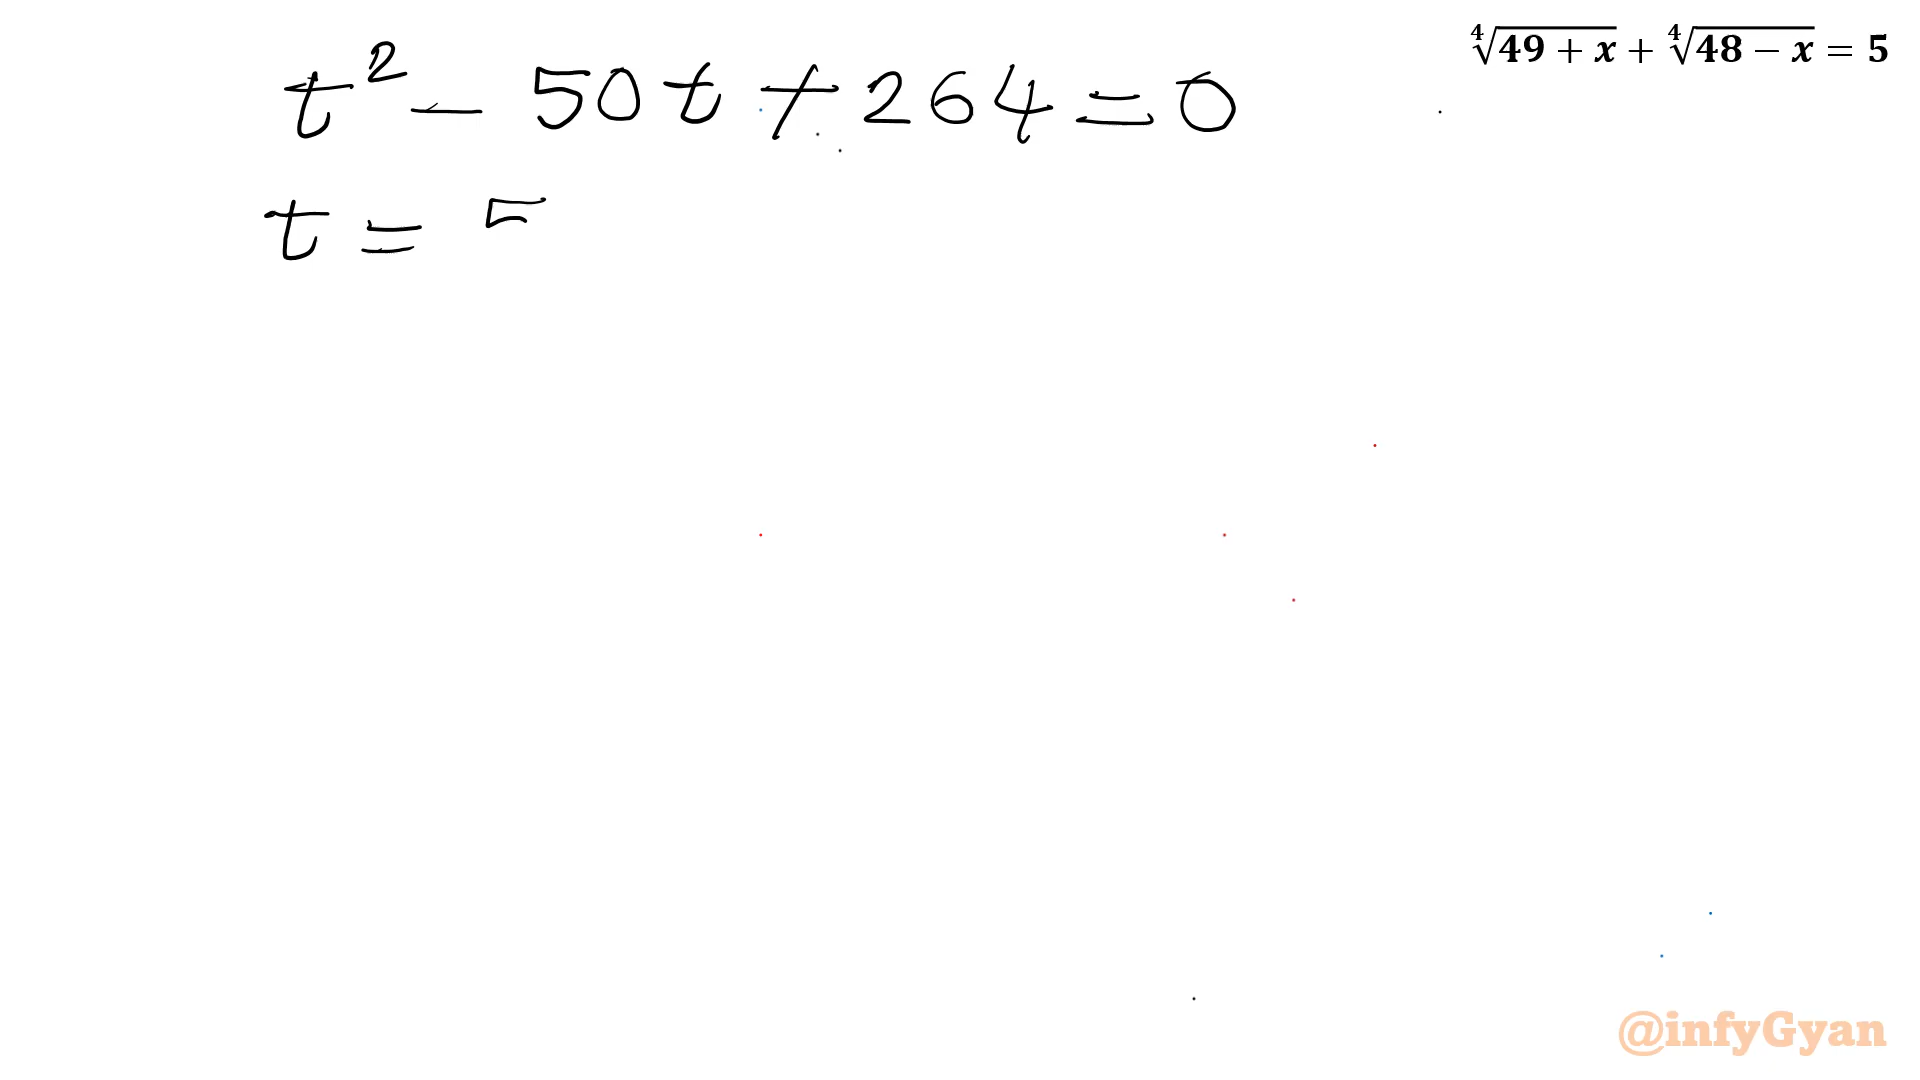 ∜(49 + x) + ∜(48 − x) = 5
t² − 50t + 264 = 0
t = 5
@infyGyan